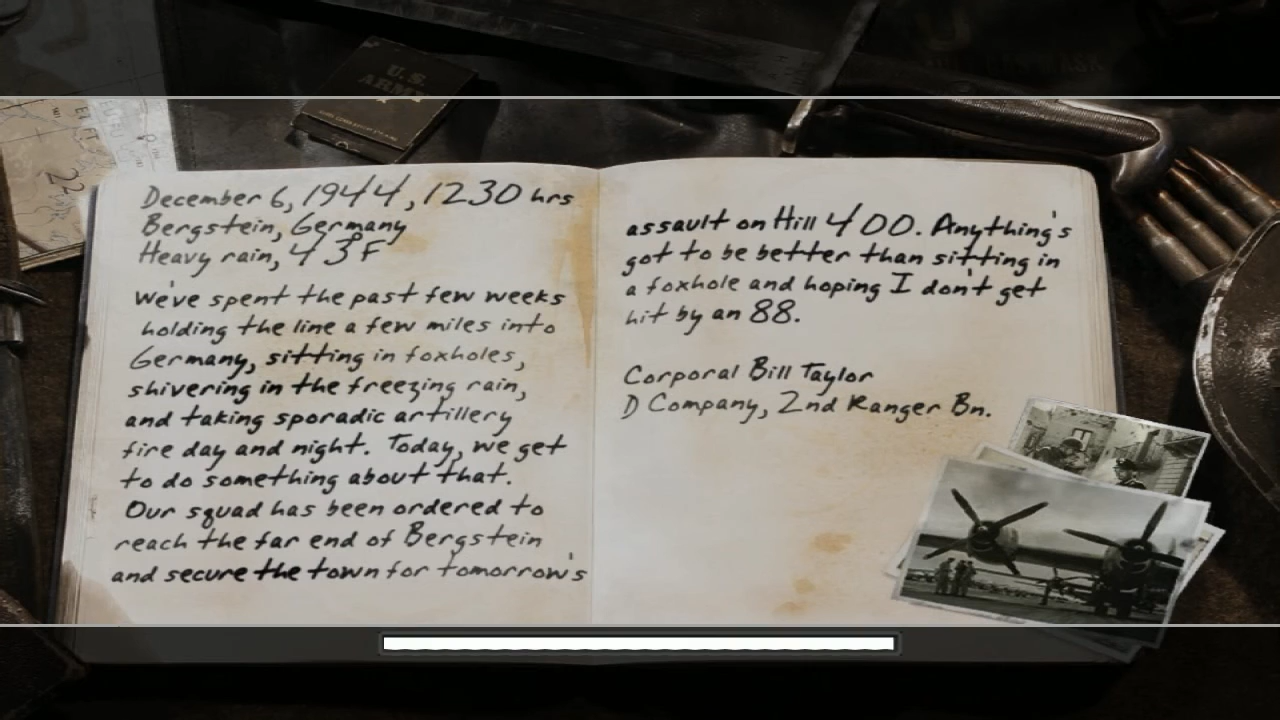 U.S.
ARMY
December 6, 1944, 1230 hrs
Bergstein, Germany
Heavy rain, 43F
We've spent the past few weeks
holding the line a few miles into
Germany, sitting in foxholes,
shivering in the freezing rain,
and taking sporadic artillery
fire day and night. Today, we get
to do something about that.
Our squad has been ordered to
reach the far end of Bergstein
and secure the town for tomorrow's
assault on Hill 400. Anything's
got to be better than sitting in
a foxhole and hoping I don't get
hit by an 88.
Corporal Bill Taylor
D Company, 2nd Ranger Bn.